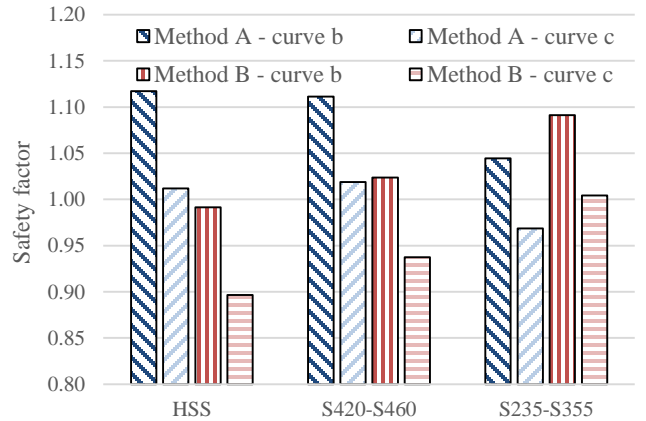 1.20
Method A - curve b Method A - curve c
1.15
Method B - curve b Method B - curve c
1.10
1.05
1.00
0.95
0.90
0.85
0.80
Safety factor
HSS S420-S460 S235-S355